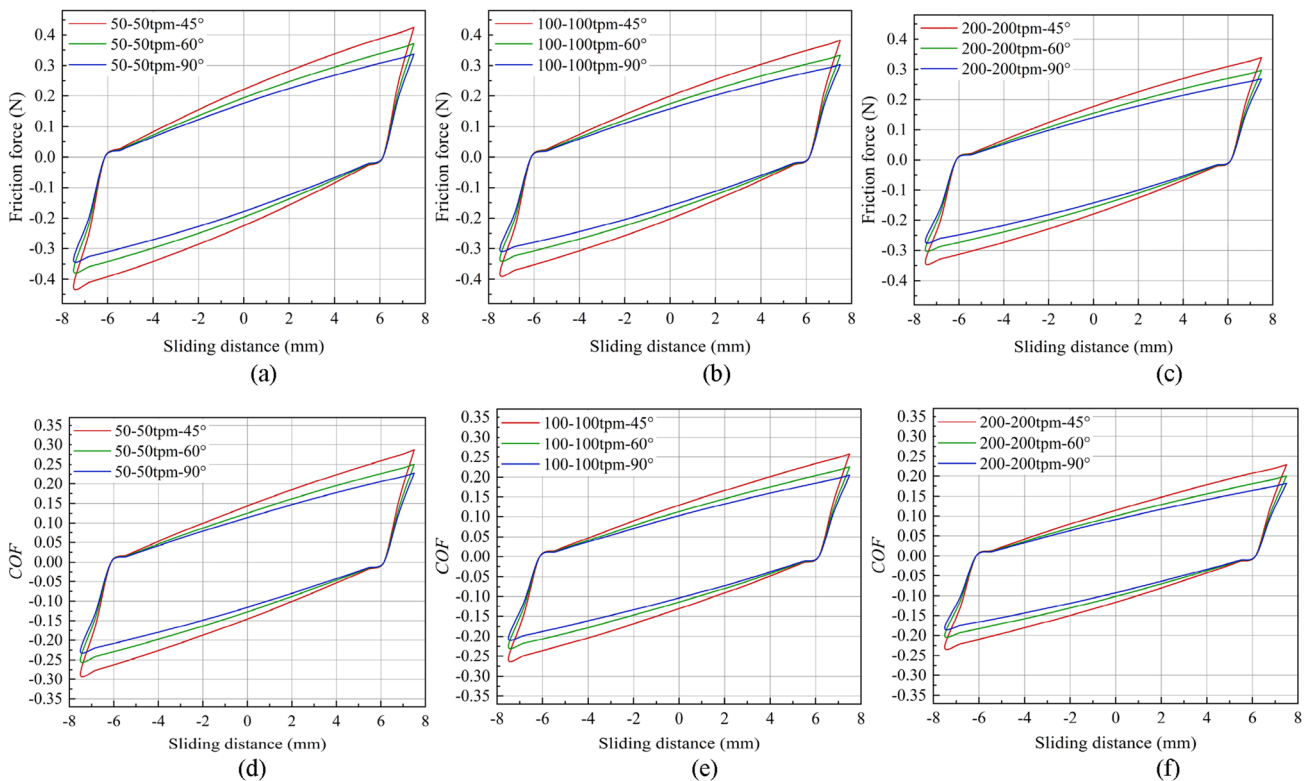 50-50tpm-45°
50-50tpm-60°
50-50tpm-90°
Friction force (N)
0.4
0.3
0.2
0.1
0.0
-0.1
-0.2
-0.3
-0.4
-8 -6 -4 -2 0 2 4 6 8
Sliding distance (mm)
(a)
100-100tpm-45°
100-100tpm-60°
100-100tpm-90°
Friction force (N)
0.4
0.3
0.2
0.1
0.0
-0.1
-0.2
-0.3
-0.4
-8 -6 -4 -2 0 2 4 6 8
Sliding distance (mm)
(b)
200-200tpm-45°
200-200tpm-60°
200-200tpm-90°
Friction force (N)
0.4
0.3
0.2
0.1
0.0
-0.1
-0.2
-0.3
-0.4
-8 -6 -4 -2 0 2 4 6 8
Sliding distance (mm)
(c)
50-50tpm-45°
50-50tpm-60°
50-50tpm-90°
COF
0.35
0.30
0.25
0.20
0.15
0.10
0.05
0.00
-0.05
-0.10
-0.15
-0.20
-0.25
-0.30
0.35
-8 -6 -4 -2 0 2 4 6 8
Sliding distance (mm)
(d)
100-100tpm-45°
100-100tpm-60°
100-100tpm-90°
COF
0.35
0.30
0.25
0.20
0.15
0.10
0.05
0.00
-0.05
-0.10
-0.15
-0.20
-0.25
-0.30
-0.35
-8 -6 -4 -2 0 2 4 6 8
Sliding distance (mm)
(e)
200-200tpm-45°
200-200tpm-60°
200-200tpm-90°
COF
0.35
0.30
0.25
0.20
0.15
0.10
0.05
0.00
-0.05
-0.10
-0.15
-0.20
-0.25
-0.30
-0.35
-8 -6 -4 -2 0 2 4 6 8
Sliding distance (mm)
(f)